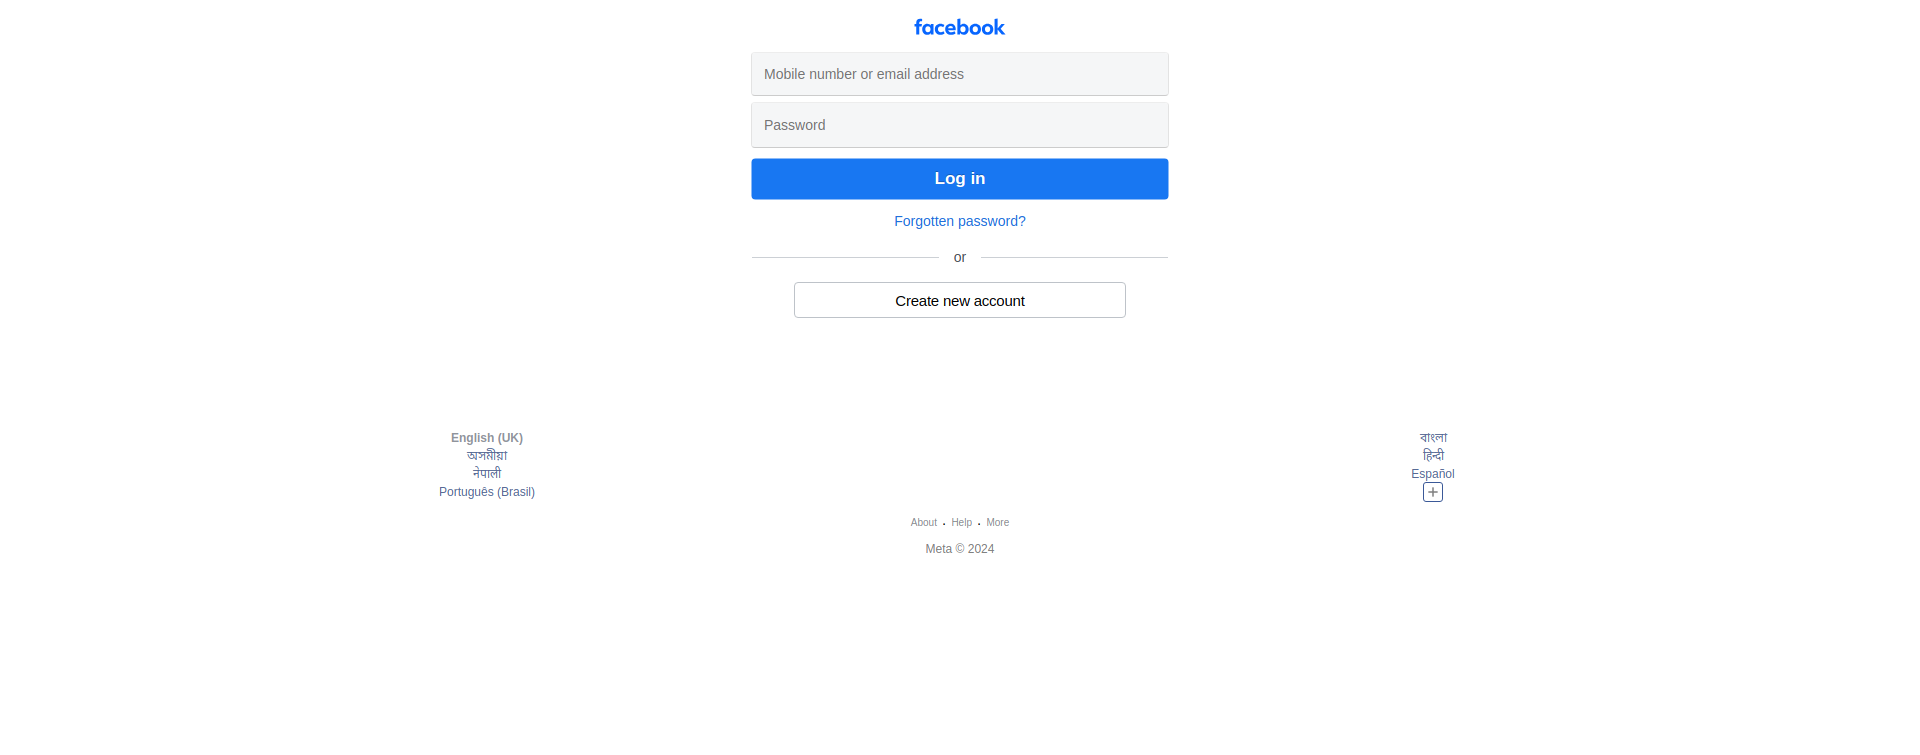 facebook
Mobile number or email address
Password
Log in
Forgotten password?
or
Create new account
English (UK)
অসমীয়া
नेपाली
Português (Brasil)
বাংলা
हिन्दी
Español
About · Help · More
Meta © 2024